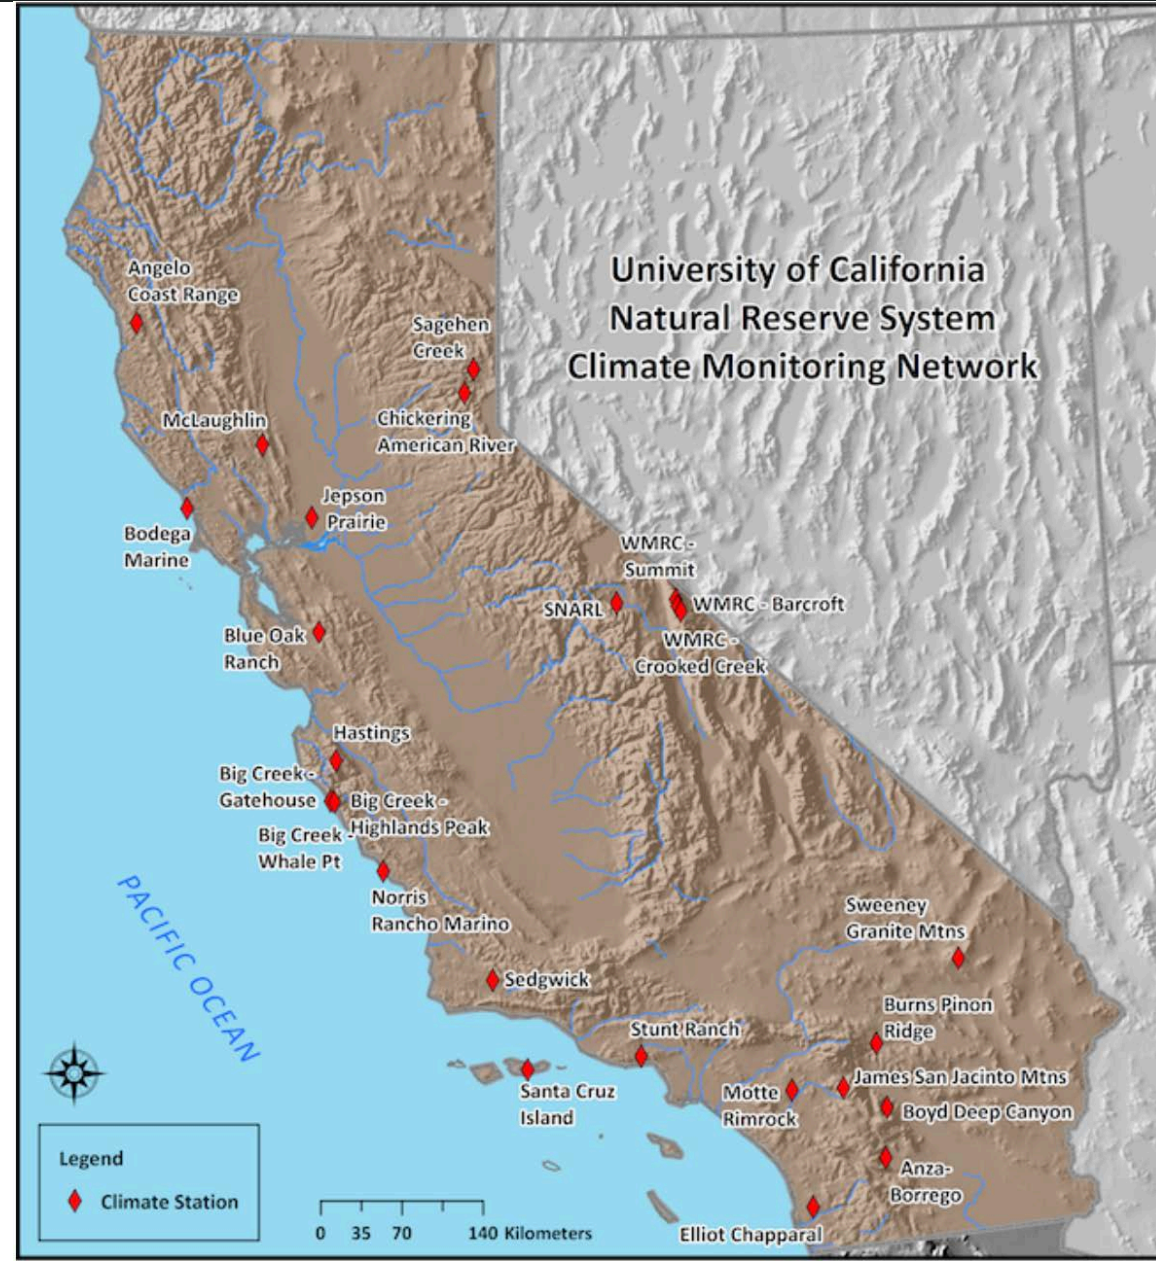 University of California
Natural Reserve System
Climate Monitoring Network
Angelo
Coast Range
Sagehen
Creek
Chickering
American River
McLaughlin
Jepson
Prairie
Bodega
Marine
WMRC -
Summit
SNARL
WMRC - Barcroft
WMRC -
Crooked Creek
Blue Oak
Ranch
Hastings
Big Creek -
Gatehouse
Big Creek -
Highlands Peak
Big Creek -
Whale Pt
Norris
Rancho Marino
PACIFIC OCEAN
Sweeney
Granite Mtns
Sedgwick
Burns Pinon
Ridge
Stunt Ranch
Santa Cruz
Island
Motte
Rimrock
James San Jacinto Mtns
Boyd Deep Canyon
Anza-
Borrego
Elliot Chapparal
Legend
Climate Station
0 35 70 140 Kilometers